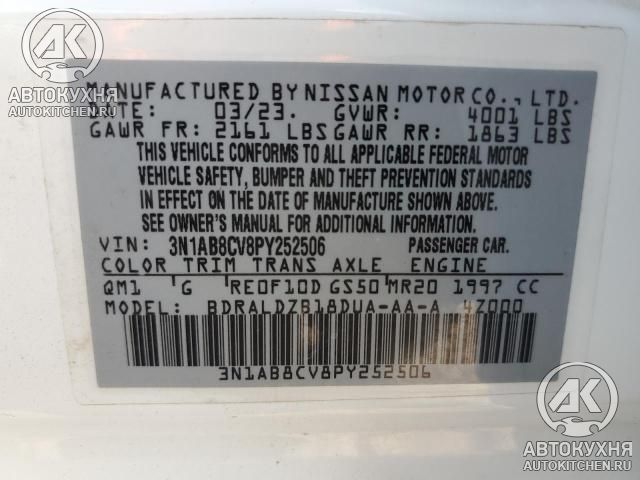 АК
АВТОКУХНЯ
AUTOKITCHEN.RU
MANUFACTURED BY NISSAN MOTOR CO., LTD.
DATE: 03/23. GVWR: 4001 LBS
GAWR FR: 2161 LBS GAWR RR: 1863 LBS
THIS VEHICLE CONFORMS TO ALL APPLICABLE FEDERAL MOTOR
VEHICLE SAFETY, BUMPER AND THEFT PREVENTION STANDARDS
IN EFFECT ON THE DATE OF MANUFACTURE SHOWN ABOVE.
SEE OWNER'S MANUAL FOR ADDITIONAL INFORMATION.
VIN: 3N1AB8CV8PY252506 PASSENGER CAR.
COLOR TRIM TRANS AXLE ENGINE
QM1 G RE0F10D GS50 MR20 1997 CC
MODEL: BDRALDZB18DUA-AA-A 4Z000
3N1AB8CV8PY252506
АК
АВТОКУХНЯ
AUTOKITCHEN.RU